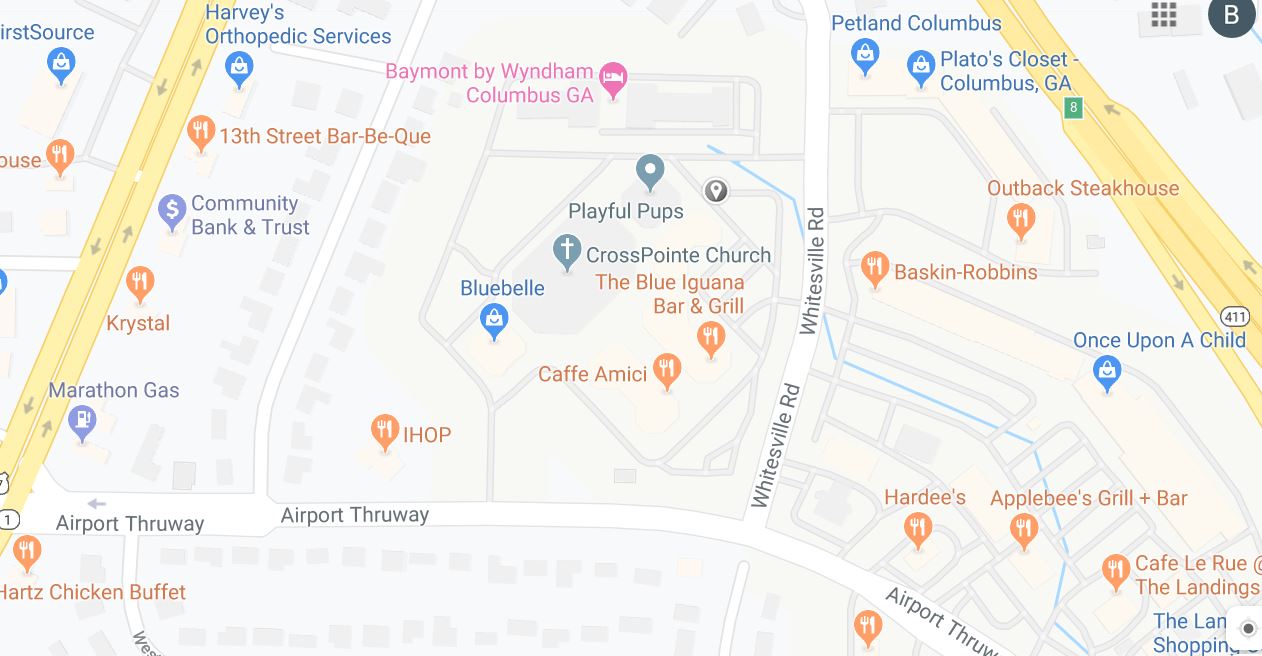 irstSource
Harvey's
Orthopedic Services
Petland Columbus
B
Plato's Closet -
Columbus, GA
Baymont by Wyndham
Columbus GA
8
13th Street Bar-Be-Que
ouse
Outback Steakhouse
Playful Pups
Community
Bank & Trust
$
CrossPointe Church
Whitesville Rd
Baskin-Robbins
The Blue Iguana
Bar & Grill
Bluebelle
Krystal
411
Once Upon A Child
Caffe Amici
Marathon Gas
IHOP
Whitesville Rd
Hardee's
Applebee's Grill + Bar
1
Airport Thruway
Airport Thruway
Cafe Le Rue @
The Landings
Hartz Chicken Buffet
Airport Thruw
The Lan
Shopping
Wes